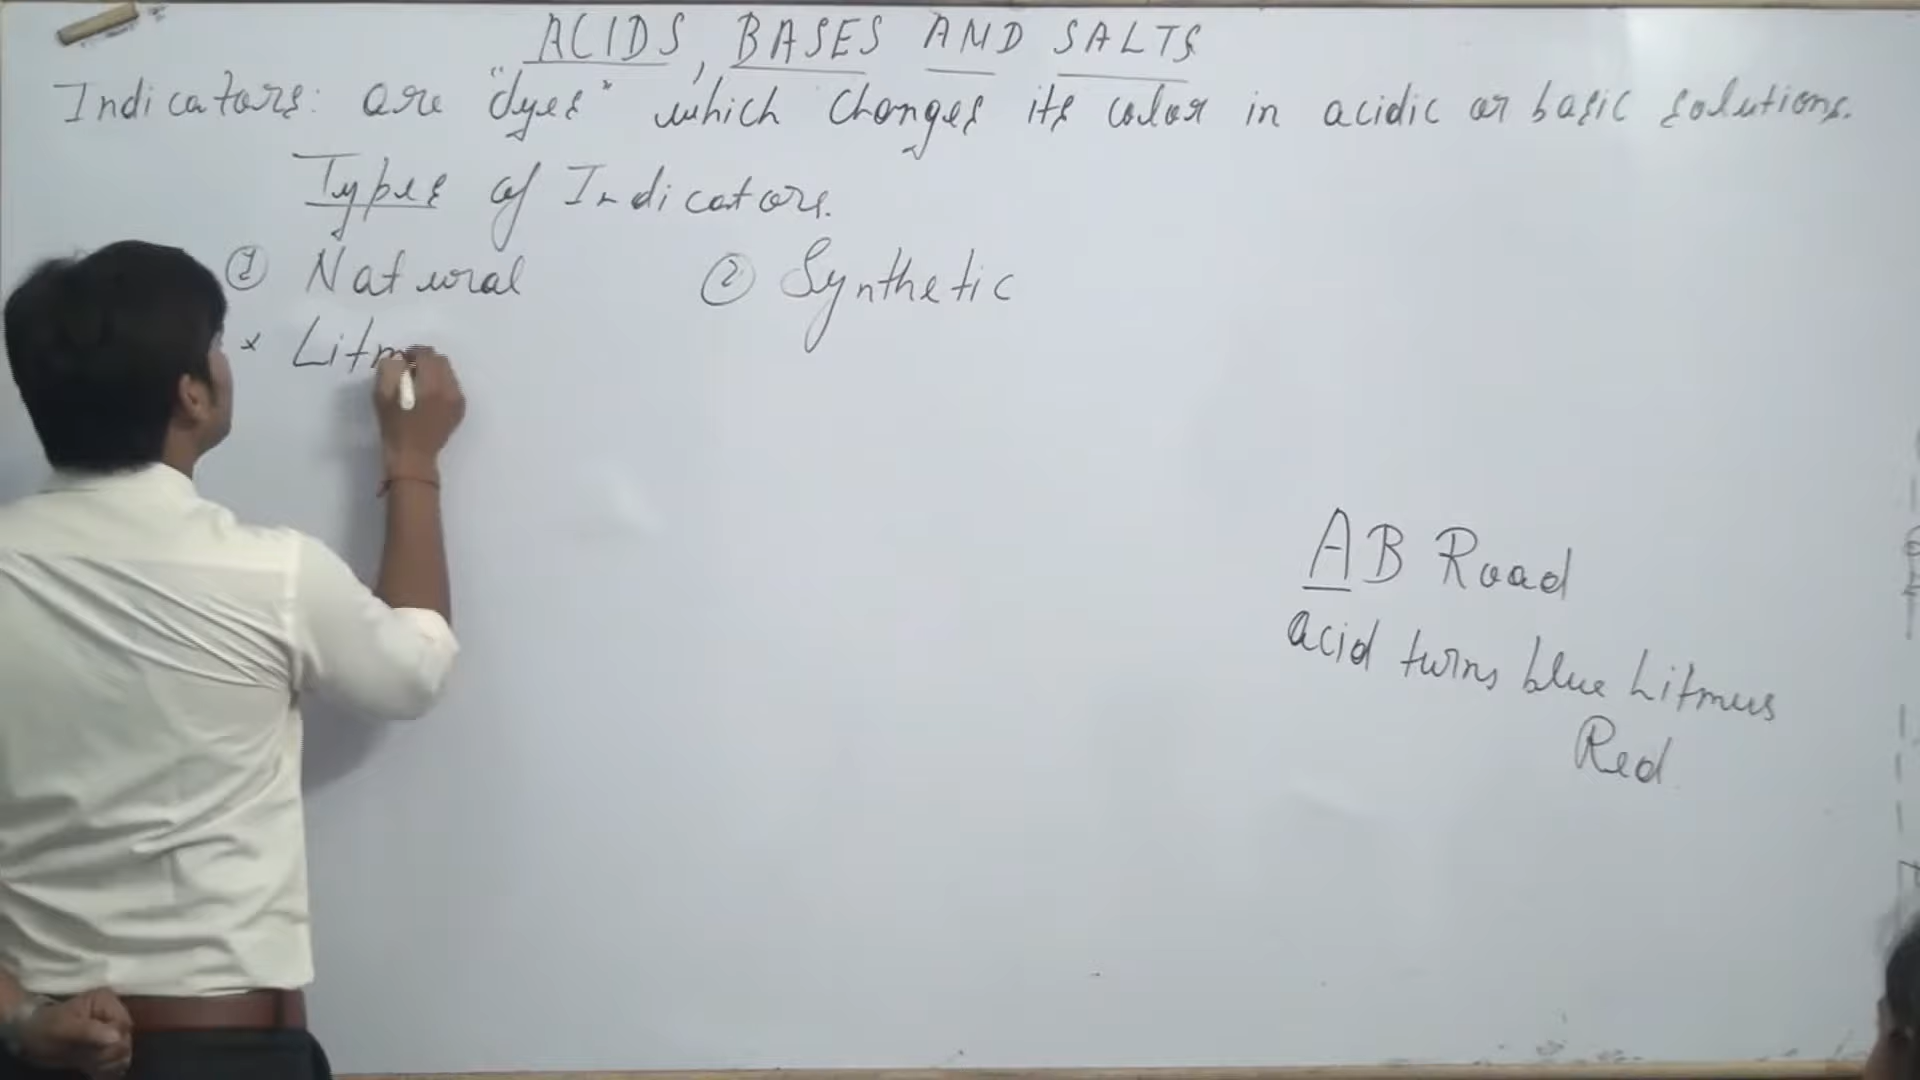 ACIDS, BASES AND SALTS
Indicators: are "dyes" which changes its color in acidic or basic solutions.
Types of Indicators.
① Natural ② Synthetic
× Litm
AB Road
acid turns blue Litmus
Red